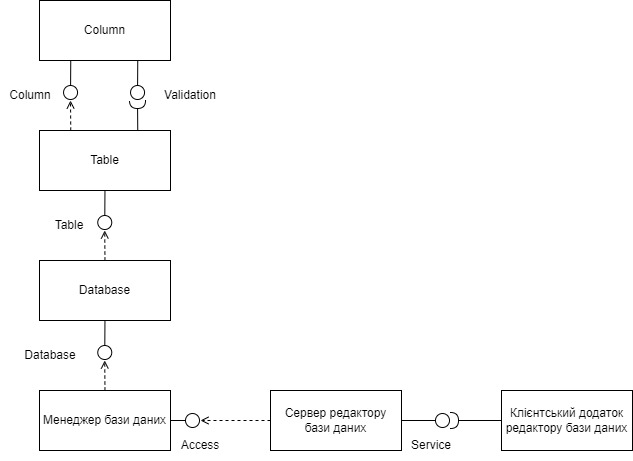 Column
Column
Validation
Table
Table
Database
Database
Менеджер бази даних
Сервер редактору
бази даних
Клієнтський додаток
редактору бази даних
Access
Service